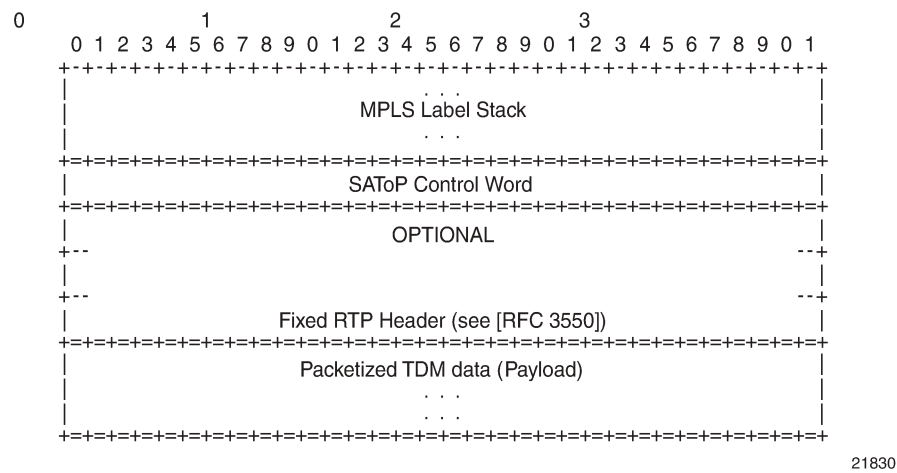 0 1 2 3
0 1 2 3 4 5 6 7 8 9 0 1 2 3 4 5 6 7 8 9 0 1 2 3 4 5 6 7 8 9 0 1
+-+-+-+-+-+-+-+-+-+-+-+-+-+-+-+-+-+-+-+-+-+-+-+-+-+-+-+-+-+-+-+-+
| . . . |
| MPLS Label Stack |
| . . . |
+=+=+=+=+=+=+=+=+=+=+=+=+=+=+=+=+=+=+=+=+=+=+=+=+=+=+=+=+=+=+=+=+
| SAToP Control Word |
+=+=+=+=+=+=+=+=+=+=+=+=+=+=+=+=+=+=+=+=+=+=+=+=+=+=+=+=+=+=+=+=+
| OPTIONAL |
+-- --+
| |
+-- --+
| Fixed RTP Header (see [RFC 3550]) |
+=+=+=+=+=+=+=+=+=+=+=+=+=+=+=+=+=+=+=+=+=+=+=+=+=+=+=+=+=+=+=+=+
| Packetized TDM data (Payload) |
| . . . |
| . . . |
+=+=+=+=+=+=+=+=+=+=+=+=+=+=+=+=+=+=+=+=+=+=+=+=+=+=+=+=+=+=+=+=+
21830